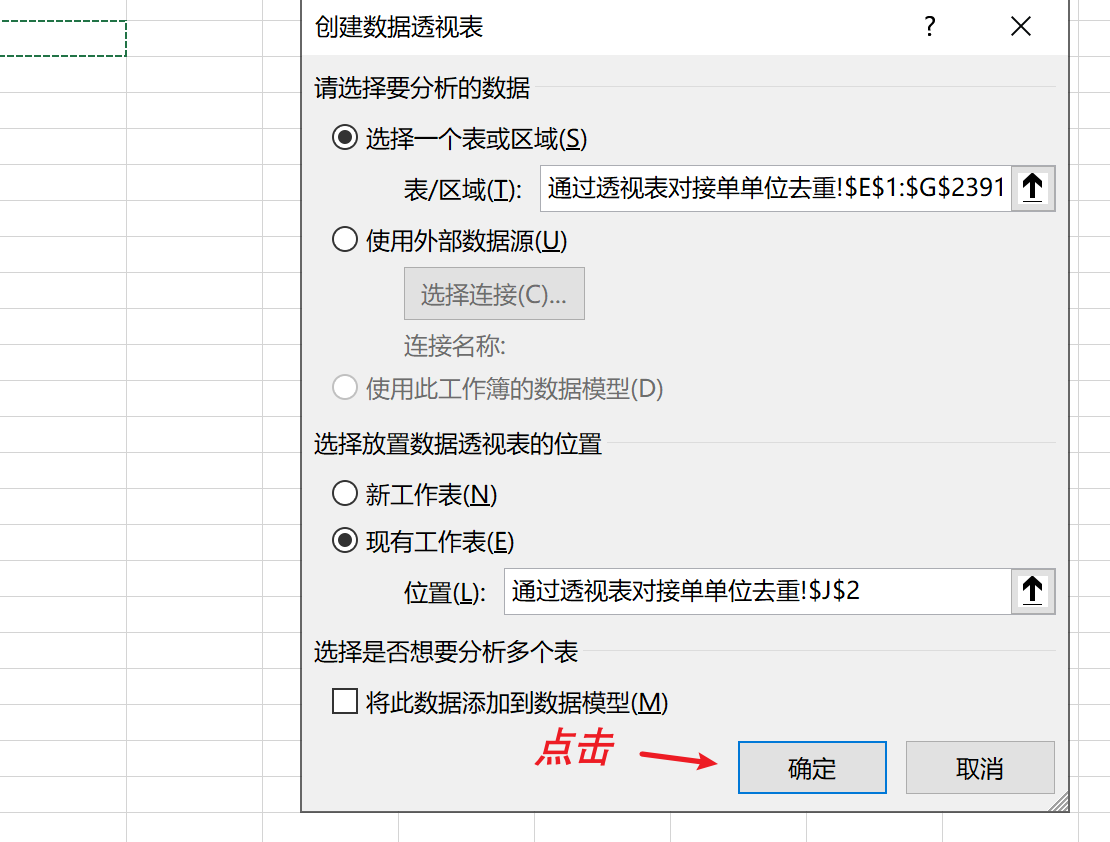 创建数据透视表
?
请选择要分析的数据
选择一个表或区域(S)
表/区域(T): 通过透视表对接单单位去重!$E$1:$G$2391
使用外部数据源(U)
选择连接(C)...
连接名称:
使用此工作簿的数据模型(D)
选择放置数据透视表的位置
新工作表(N)
现有工作表(E)
位置(L): 通过透视表对接单单位去重!$J$2
选择是否想要分析多个表
将此数据添加到数据模型(M)
点击
确定 取消